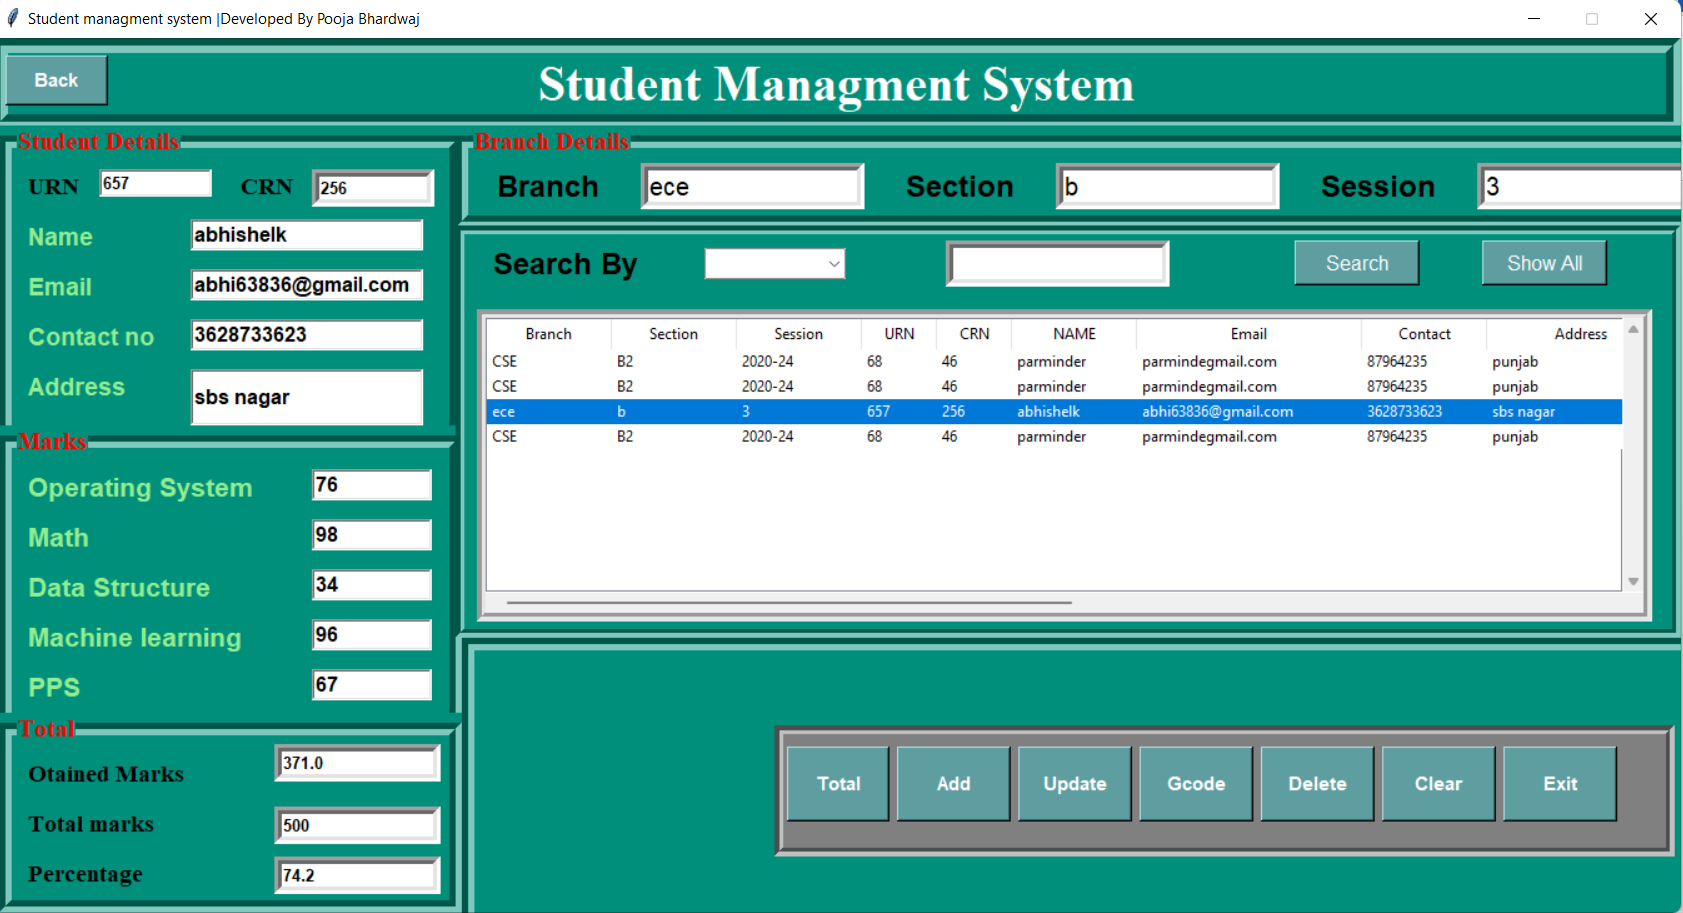 Student managment system |Developed By Pooja Bhardwaj
Back
Student Managment System
Student Details
URN 657 CRN 256
Name abhishelk
Email abhi63836@gmail.com
Contact no 3628733623
Address sbs nagar
Marks
Operating System 76
Math 98
Data Structure 34
Machine learning 96
PPS 67
Total
Otained Marks 371.0
Total marks 500
Percentage 74.2
Branch Details
Branch ece Section b Session 3
Search By Search Show All
Branch Section Session URN CRN NAME Email Contact Address
CSE B2 2020-24 68 46 parminder parmindegmail.com 87964235 punjab
CSE B2 2020-24 68 46 parminder parmindegmail.com 87964235 punjab
ece b 3 657 256 abhishelk abhi63836@gmail.com 3628733623 sbs nagar
CSE B2 2020-24 68 46 parminder parmindegmail.com 87964235 punjab
Total Add Update Gcode Delete Clear Exit